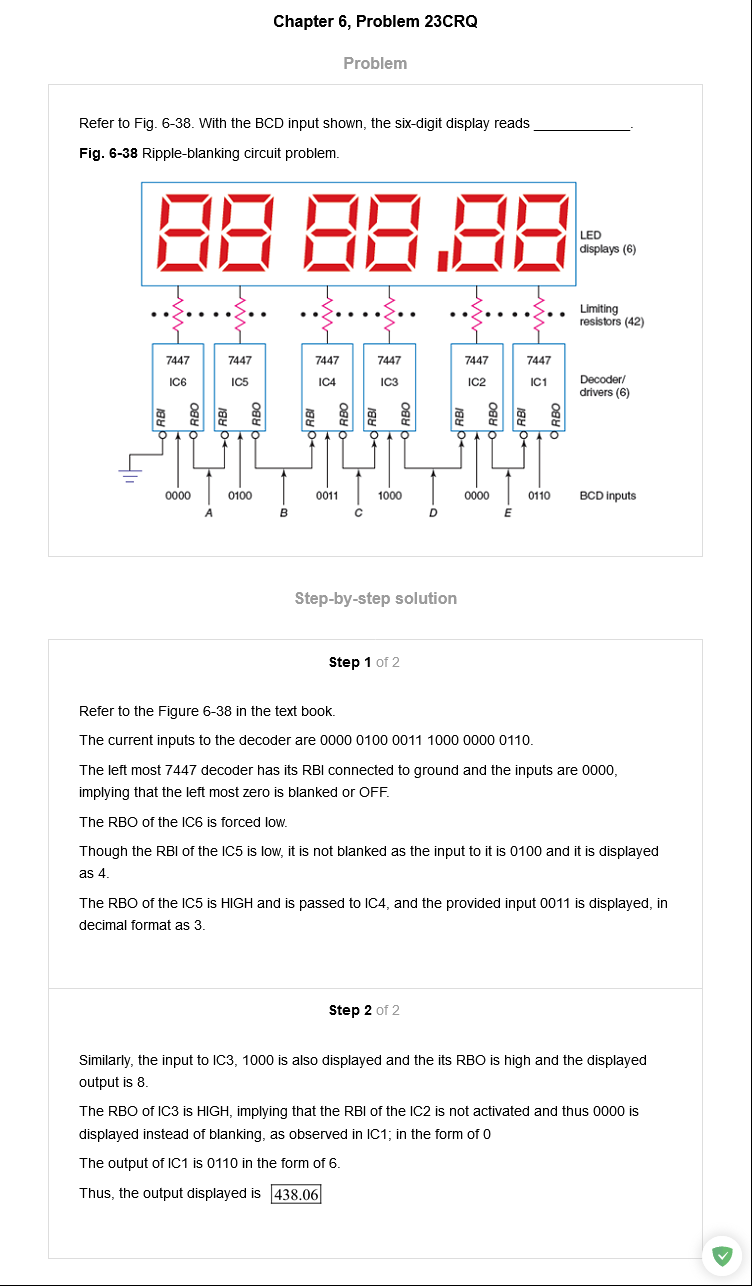 Chapter 6, Problem 23CRQ
Problem
Refer to Fig. 6-38. With the BCD input shown, the six-digit display reads _____________.
Fig. 6-38 Ripple-blanking circuit problem.
88 88.88
LED
displays (6)
Limiting
resistors (42)
7447 7447 7447 7447 7447 7447
IC6 IC5 IC4 IC3 IC2 IC1
Decoder/
drivers (6)
RBI RBO RBI RBO RBI RBO RBI RBO RBI RBO RBI RBO
0000 0100 0011 1000 0000 0110 BCD inputs
A B C D E
Step-by-step solution
Step 1 of 2
Refer to the Figure 6-38 in the text book.
The current inputs to the decoder are 0000 0100 0011 1000 0000 0110.
The left most 7447 decoder has its RBI connected to ground and the inputs are 0000,
implying that the left most zero is blanked or OFF.
The RBO of the IC6 is forced low.
Though the RBI of the IC5 is low, it is not blanked as the input to it is 0100 and it is displayed
as 4.
The RBO of the IC5 is HIGH and is passed to IC4, and the provided input 0011 is displayed, in
decimal format as 3.
Step 2 of 2
Similarly, the input to IC3, 1000 is also displayed and the its RBO is high and the displayed
output is 8.
The RBO of IC3 is HIGH, implying that the RBI of the IC2 is not activated and thus 0000 is
displayed instead of blanking, as observed in IC1; in the form of 0
The output of IC1 is 0110 in the form of 6.
Thus, the output displayed is 438.06